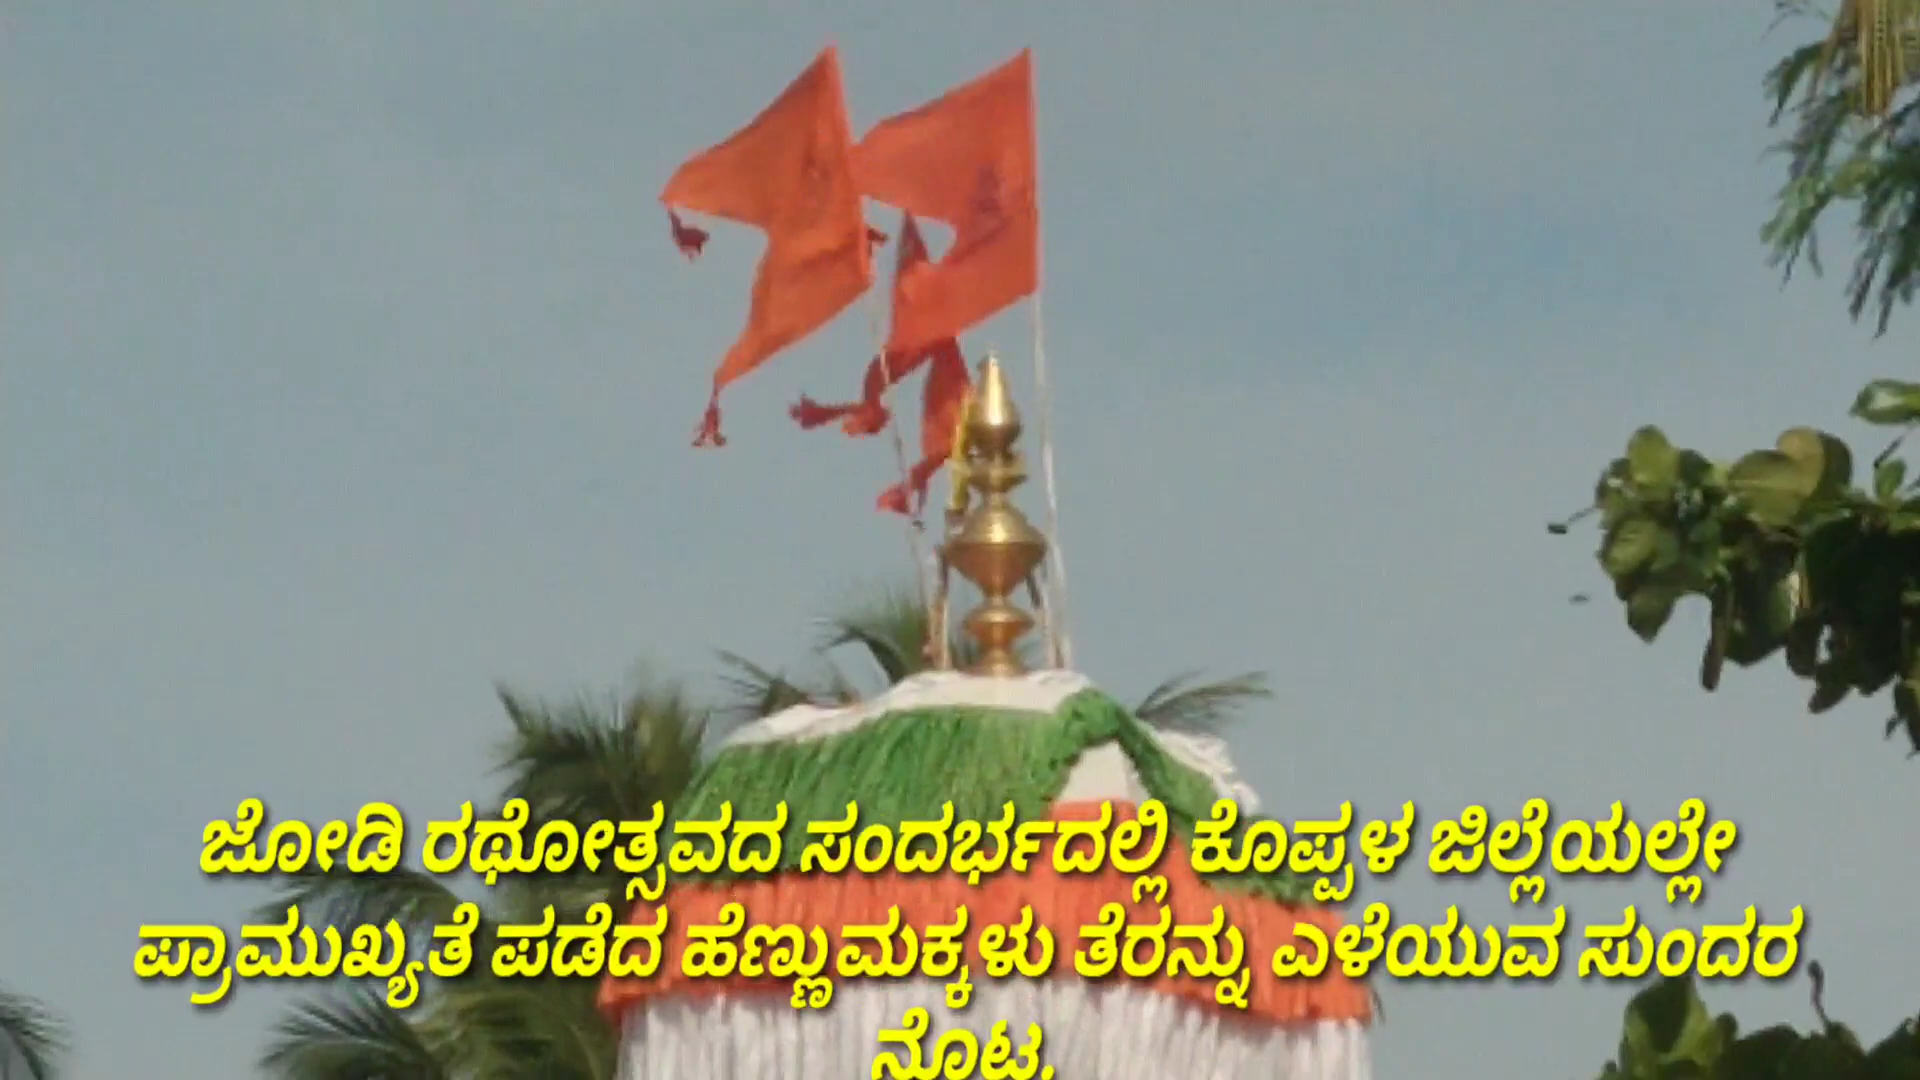 ಜೋಡಿ ರಥೋತ್ಸವದ ಸಂದರ್ಭದಲ್ಲಿ ಕೊಪ್ಪಳ ಜಿಲ್ಲೆಯಲ್ಲೇ
ಪ್ರಾಮುಖ್ಯತೆ ಪಡೆದ ಹೆಣ್ಣುಮಕ್ಕಳು ತೆರನ್ನು ಎಳೆಯುವ ಸುಂದರ
ನೊಟ.